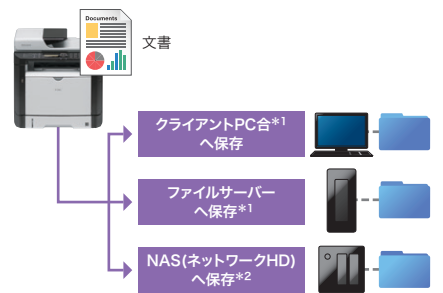 Documents
文書
クライアントPC合*1
へ保存
ファイルサーバー
へ保存*1
NAS(ネットワークHD)
へ保存*2